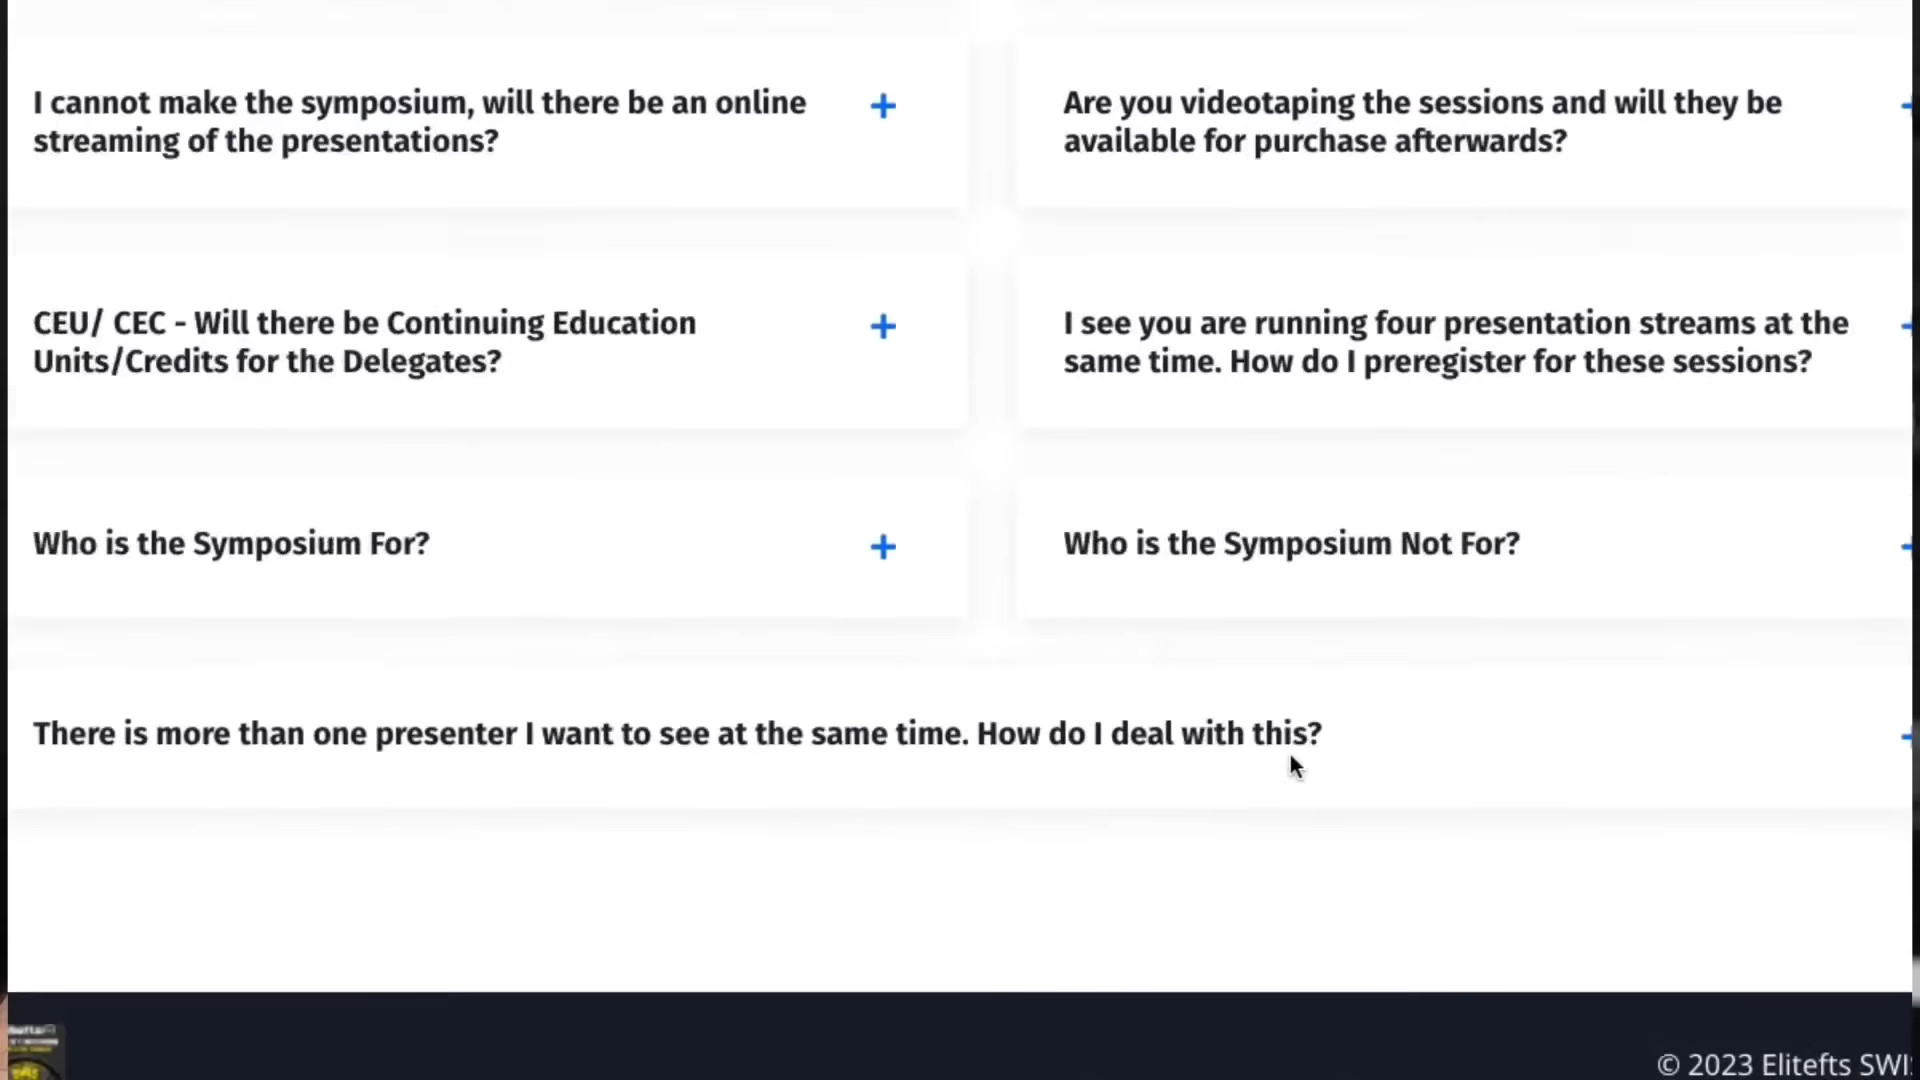 I cannot make the symposium, will there be an online
streaming of the presentations?
Are you videotaping the sessions and will they be
available for purchase afterwards?
CEU/ CEC - Will there be Continuing Education
Units/Credits for the Delegates?
I see you are running four presentation streams at the
same time. How do I preregister for these sessions?
Who is the Symposium For?
Who is the Symposium Not For?
There is more than one presenter I want to see at the same time. How do I deal with this?
© 2023 Elitefts SWI